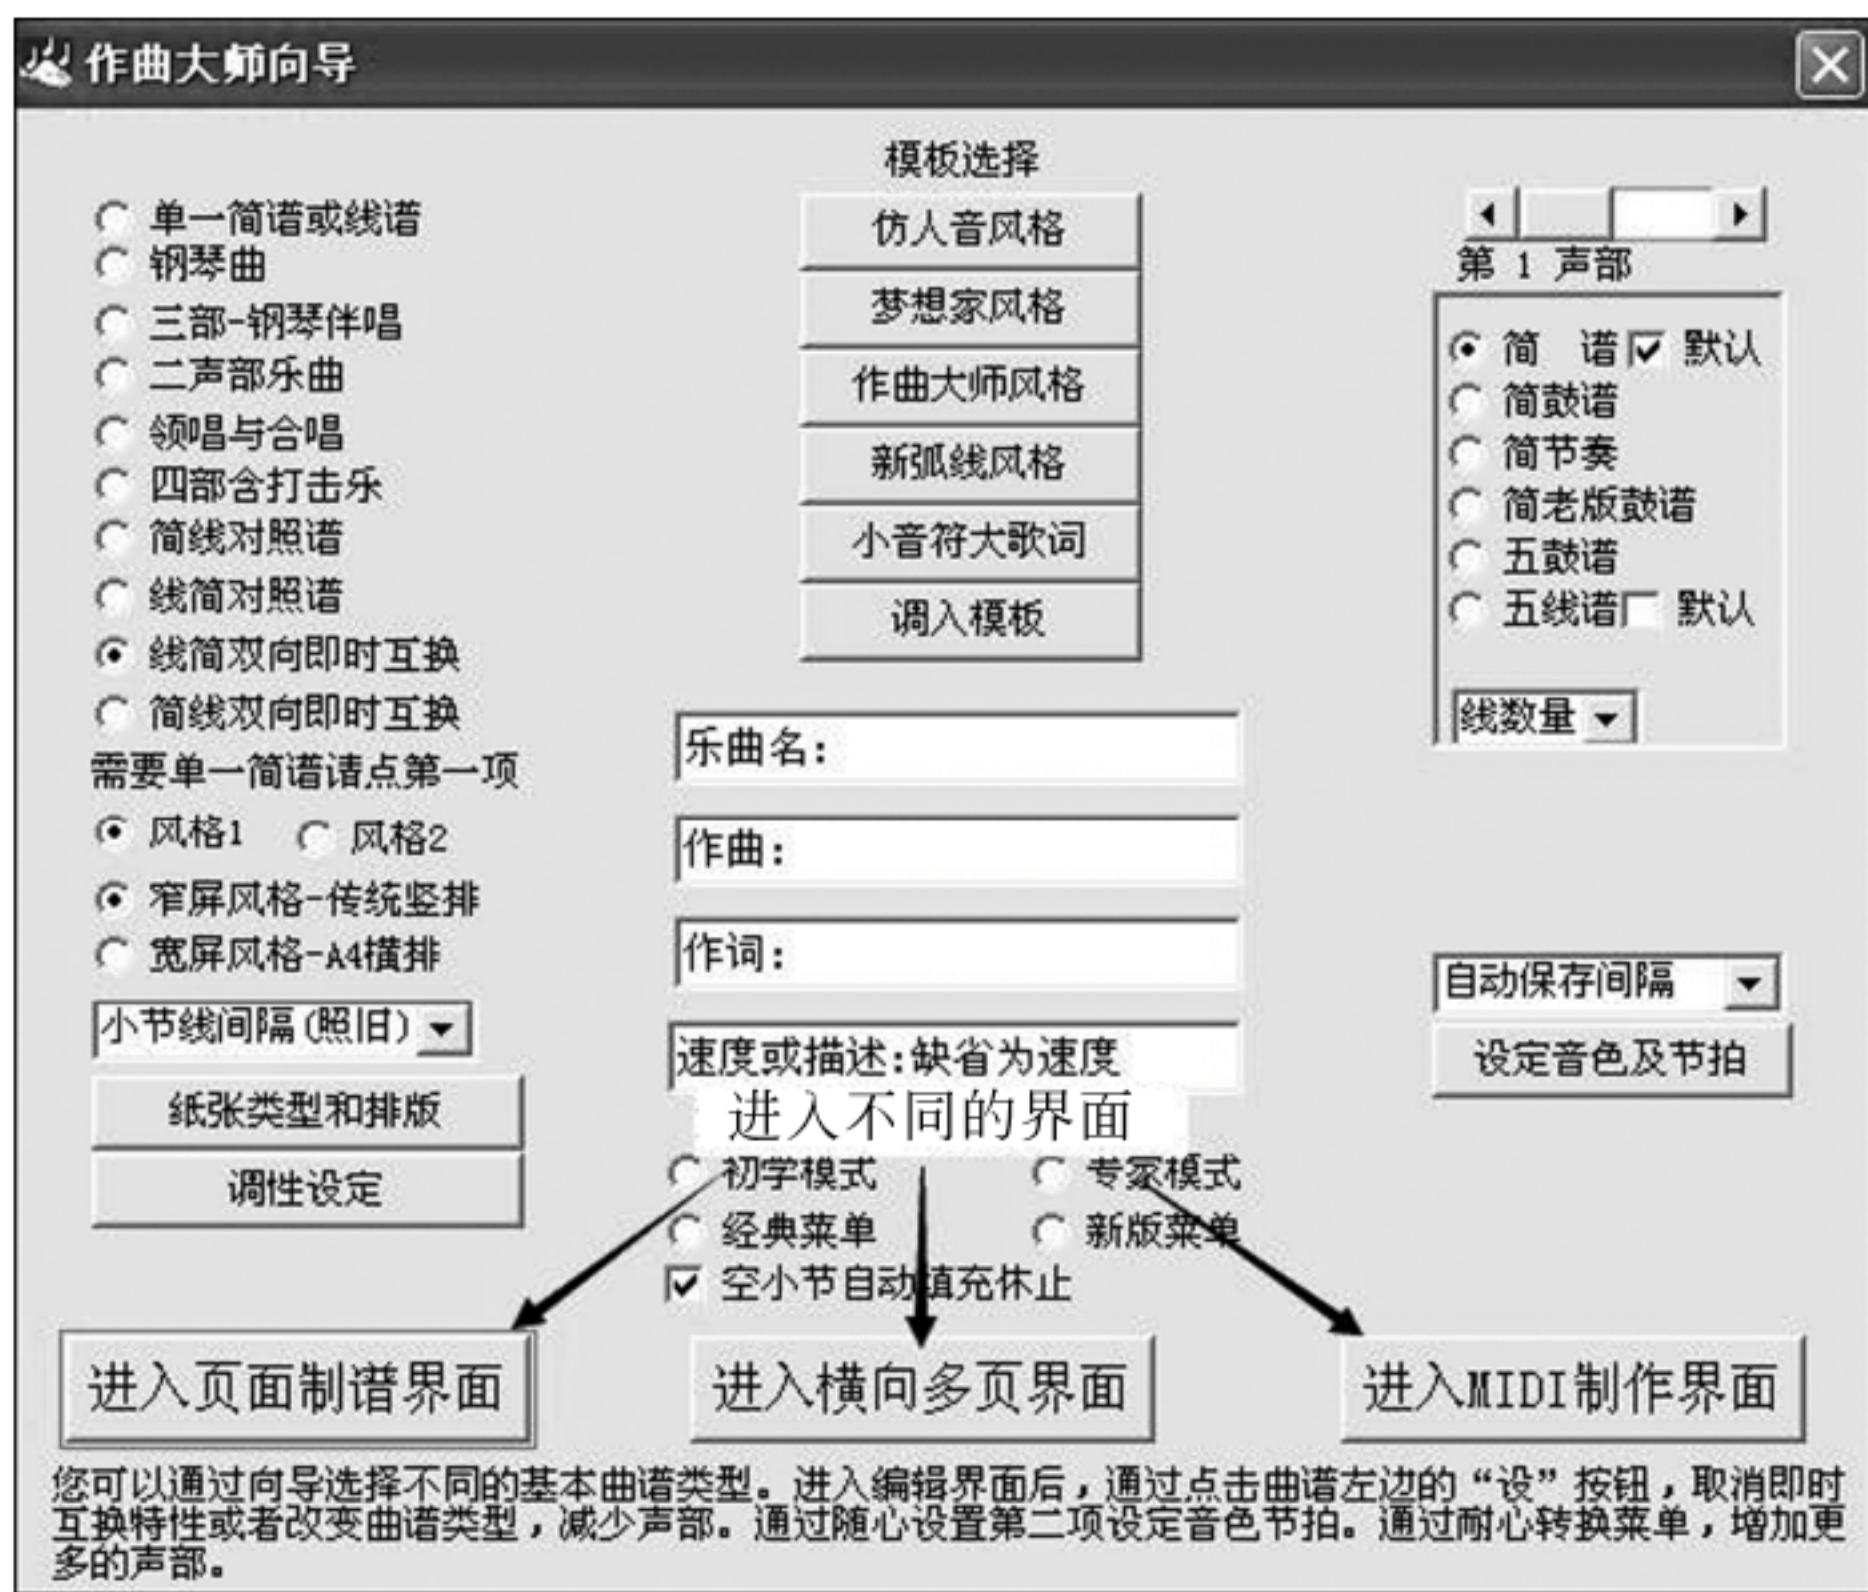 作曲大师向导
模板选择
单一简谱或线谱
钢琴曲
三部-钢琴伴唱
二声部乐曲
领唱与合唱
四部含打击乐
简线对照谱
线简对照谱
线简双向即时互换
简线双向即时互换
需要单一简谱请点第一项
风格1 风格2
窄屏风格-传统竖排
宽屏风格-A4横排
小节线间隔(照旧)
纸张类型和排版
调性设定
仿人音风格
梦想家风格
作曲大师风格
新弧线风格
小音符大歌词
调入模板
乐曲名:
作曲:
作词:
速度或描述:缺省为速度
进入不同的界面
初学模式 专家模式
经典菜单 新版菜单
空小节自动填充休止
第 1 声部
简 谱 默认
简鼓谱
简节奏
简老版鼓谱
五鼓谱
五线谱 默认
线数量
自动保存间隔
设定音色及节拍
进入页面制谱界面 进入横向多页界面 进入MIDI制作界面
您可以通过向导选择不同的基本曲谱类型。进入编辑界面后，通过点击曲谱左边的“设”按钮，取消即时
互换特性或者改变曲谱类型，减少声部。通过随心设置第二项设定音色节拍。通过耐心转换菜单，增加更
多的声部。